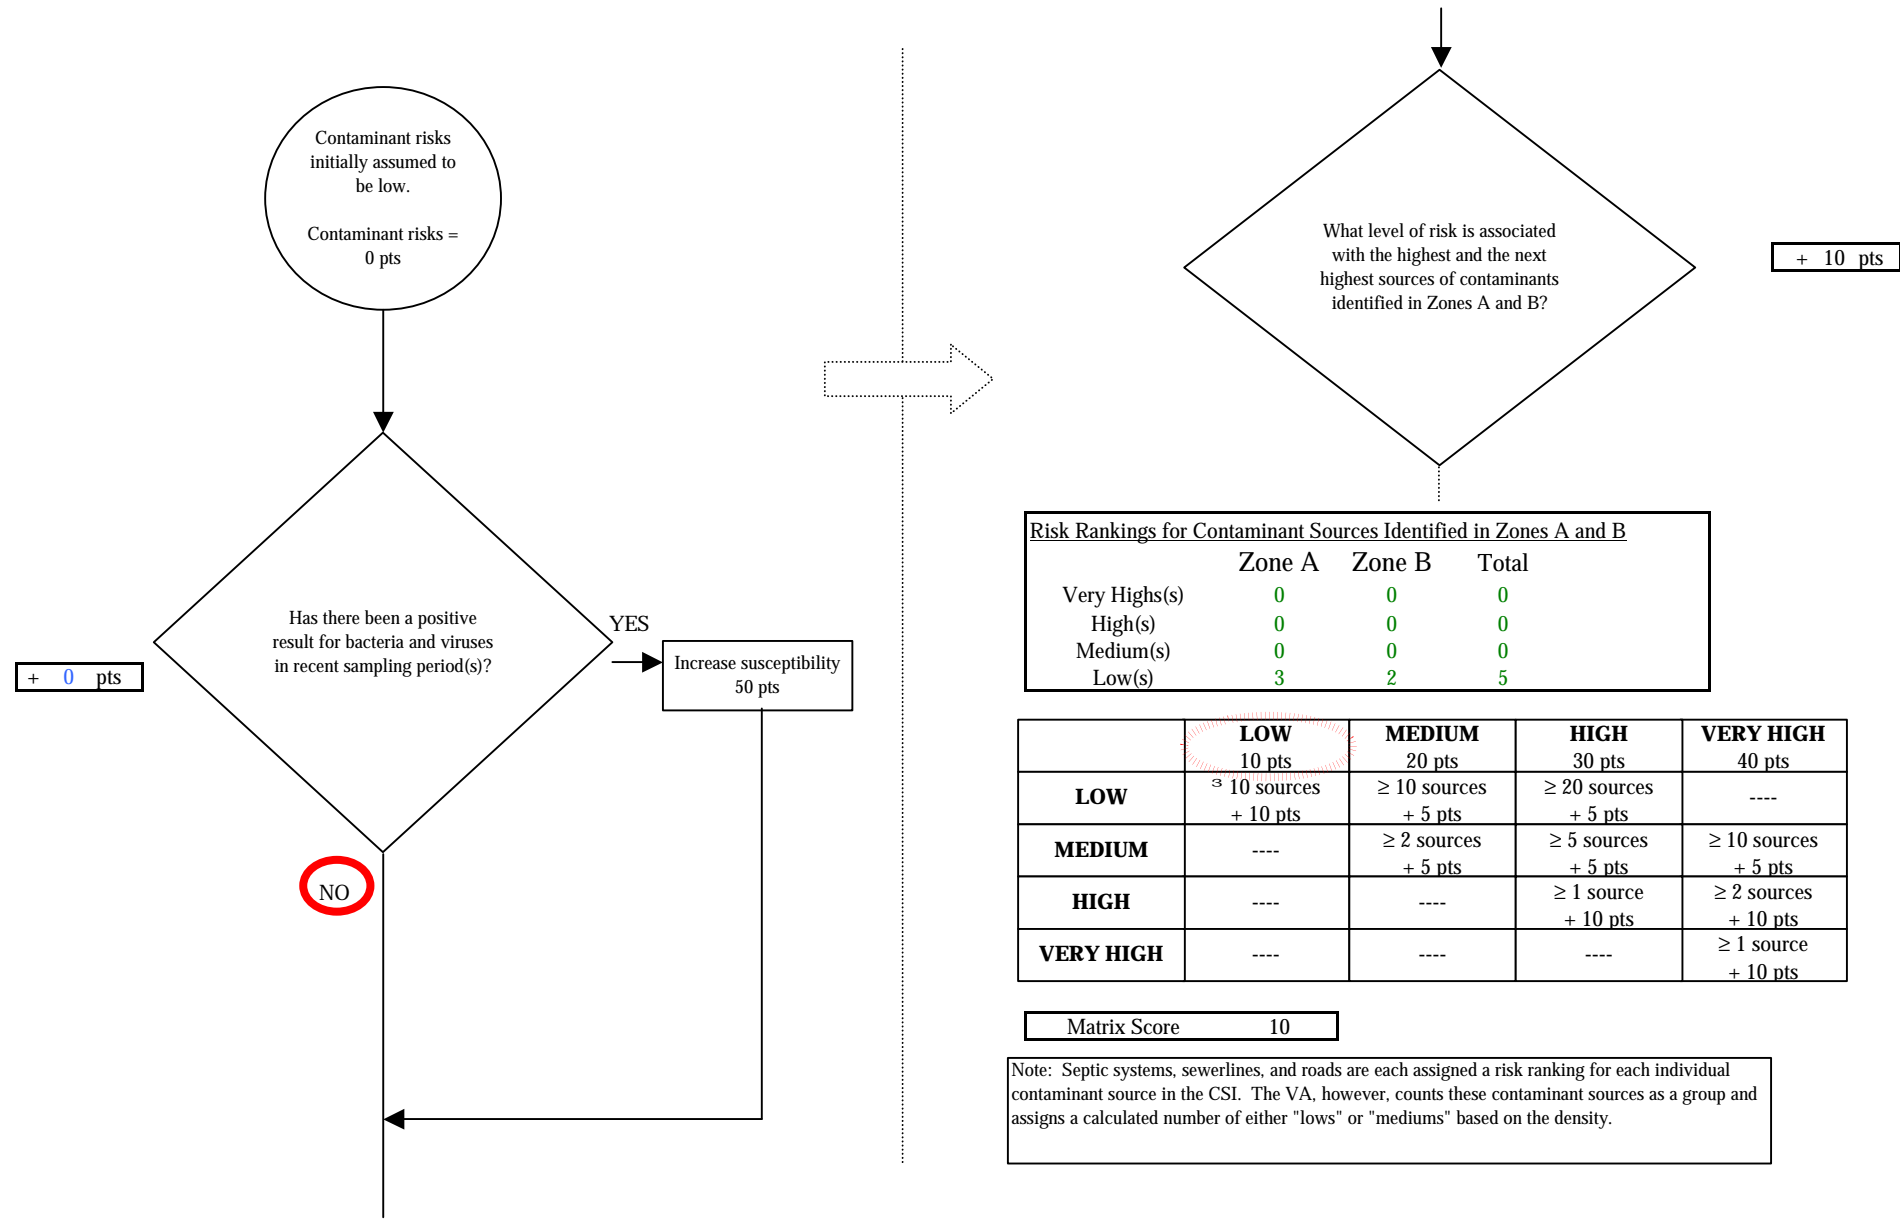 Contaminant risks
initially assumed to
be low.
Contaminant risks =
0 pts
Has there been a positive
result for bacteria and viruses
in recent sampling period(s)?
+ 0 pts
YES
Increase susceptibility
50 pts
NO
What level of risk is associated
with the highest and the next
highest sources of contaminants
identified in Zones A and B?
+ 10 pts
Risk Rankings for Contaminant Sources Identified in Zones A and B
Zone A Zone B Total
Very Highs(s) 0 0 0
High(s) 0 0 0
Medium(s) 0 0 0
Low(s) 3 2 5
LOW MEDIUM HIGH VERY HIGH
10 pts 20 pts 30 pts 40 pts
LOW ³ 10 sources ≥ 10 sources ≥ 20 sources ----
+ 10 pts + 5 pts + 5 pts
MEDIUM ---- ≥ 2 sources ≥ 5 sources ≥ 10 sources
+ 5 pts + 5 pts + 5 pts
HIGH ---- ---- ≥ 1 source ≥ 2 sources
+ 10 pts + 10 pts
VERY HIGH ---- ---- ---- ≥ 1 source
+ 10 pts
Matrix Score 10
Note: Septic systems, sewerlines, and roads are each assigned a risk ranking for each individual
contaminant source in the CSI. The VA, however, counts these contaminant sources as a group and
assigns a calculated number of either "lows" or "mediums" based on the density.